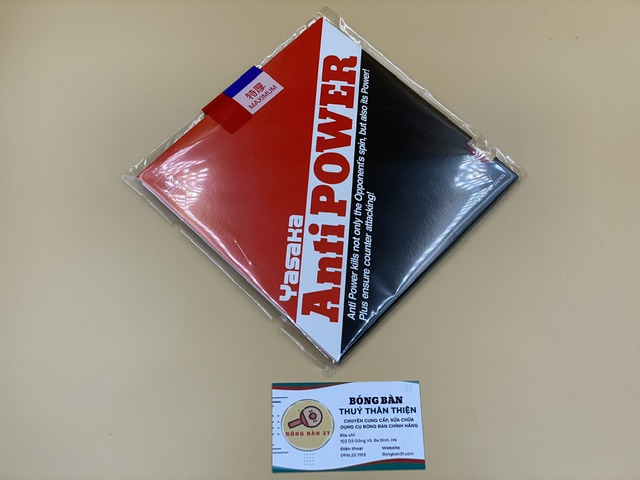 特厚
MAXIMUM
Yasaka
Anti POWER
Anti Power kills not only the Opponent's spin, but also its Power!
Plus ensure counter attacking!
BÓNG BÀN
THUÝ THÂN THIỆN
CHUYÊN CUNG CẤP, SỬA CHỮA
DỤNG CỤ BÓNG BÀN CHÍNH HÃNG
Địa chỉ
Điện thoại
Website
Bongban3t.com
BÓNG BÀN 3T